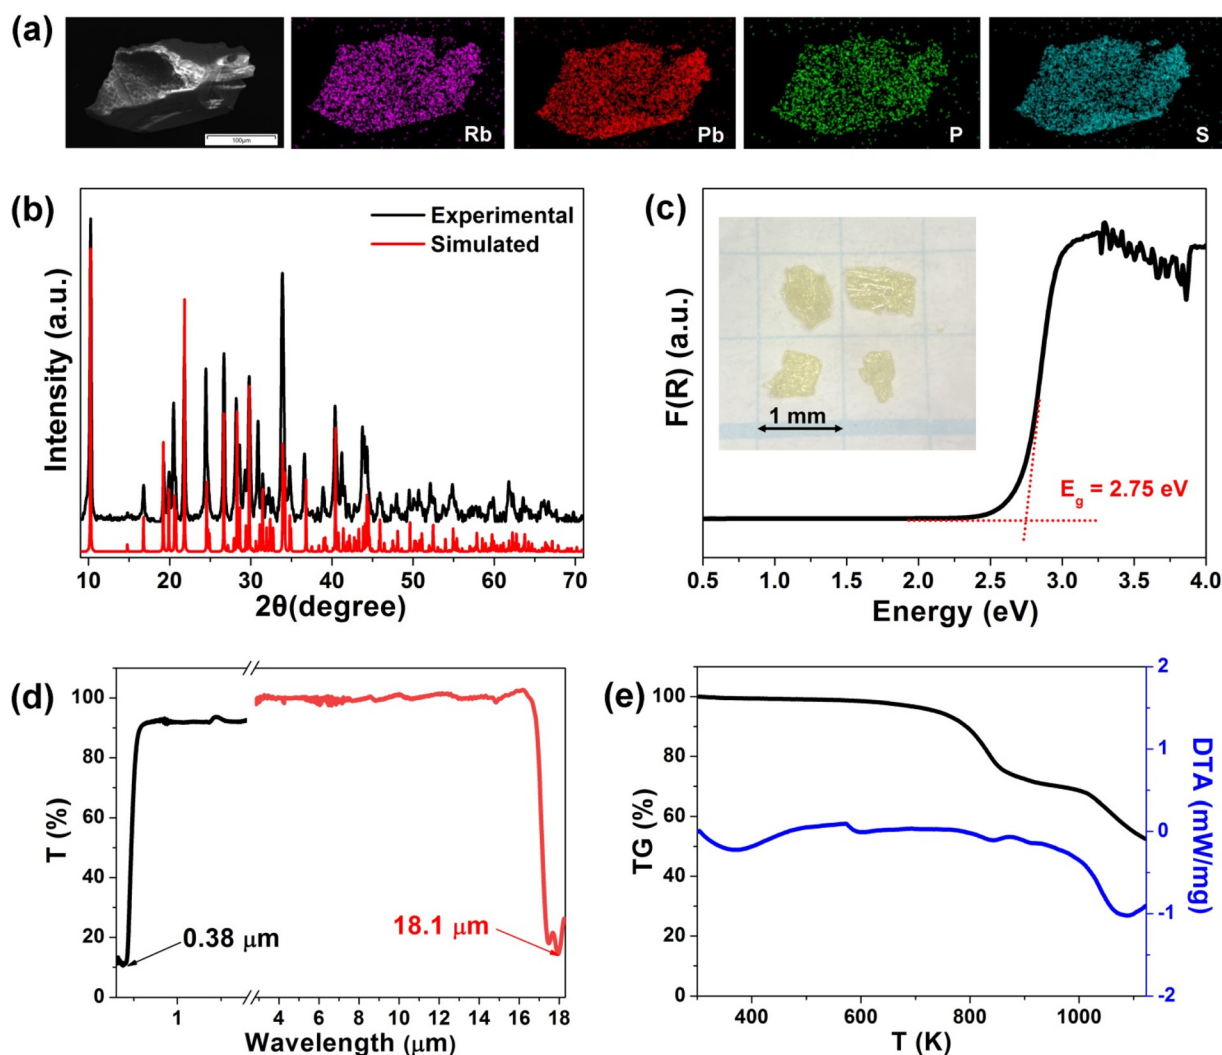 (a)
100μm
Rb
Pb
P
S
(b)
Experimental
Simulated
Intensity (a.u.)
10 20 30 40 50 60 70
2θ(degree)
(c)
F(R) (a.u.)
1 mm
Eg = 2.75 eV
0.5 1.0 1.5 2.0 2.5 3.0 3.5 4.0
Energy (eV)
(d)
T (%)
100
80
60
40
20
0
0.38 μm
18.1 μm
1 4 6 8 10 12 14 16 18
Wavelength (μm)
(e)
TG (%)
100
80
60
40
20
0
2
1
0
-1
-2
DTA (mW/mg)
400 600 800 1000
T (K)